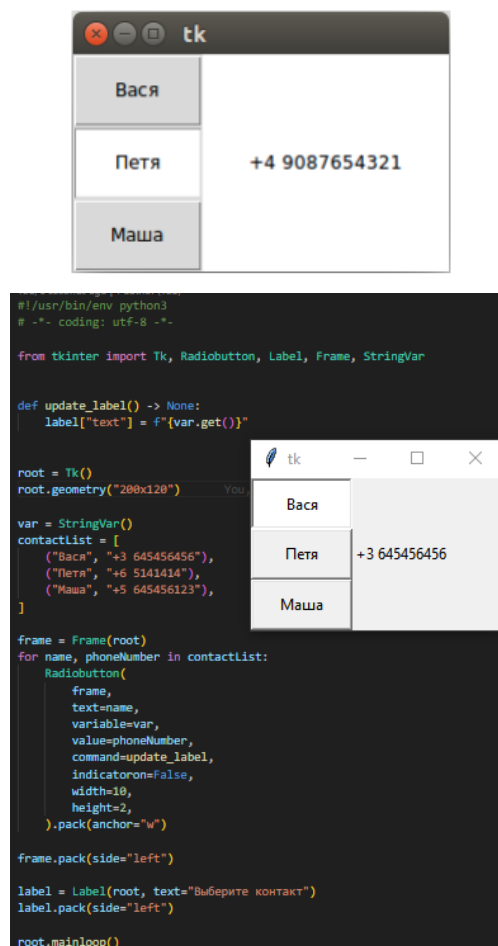 tk
Вася
Петя
+4 9087654321
Маша
#!/usr/bin/env python3
# -*- coding: utf-8 -*-
from tkinter import Tk, Radiobutton, Label, Frame, StringVar
def update_label() -> None:
label["text"] = f"{var.get()}"
root = Tk()
root.geometry("200x120") You,
var = StringVar()
contactList = [
("Вася", "+3 645456456"),
("Петя", "+6 5141414"),
("Маша", "+5 645456123"),
]
frame = Frame(root)
for name, phoneNumber in contactList:
Radiobutton(
frame,
text=name,
variable=var,
value=phoneNumber,
command=update_label,
indicatoron=False,
width=10,
height=2,
).pack(anchor="w")
frame.pack(side="left")
label = Label(root, text="Выберите контакт")
label.pack(side="left")
root.mainloop()
tk
Вася
Петя
+3 645456456
Маша